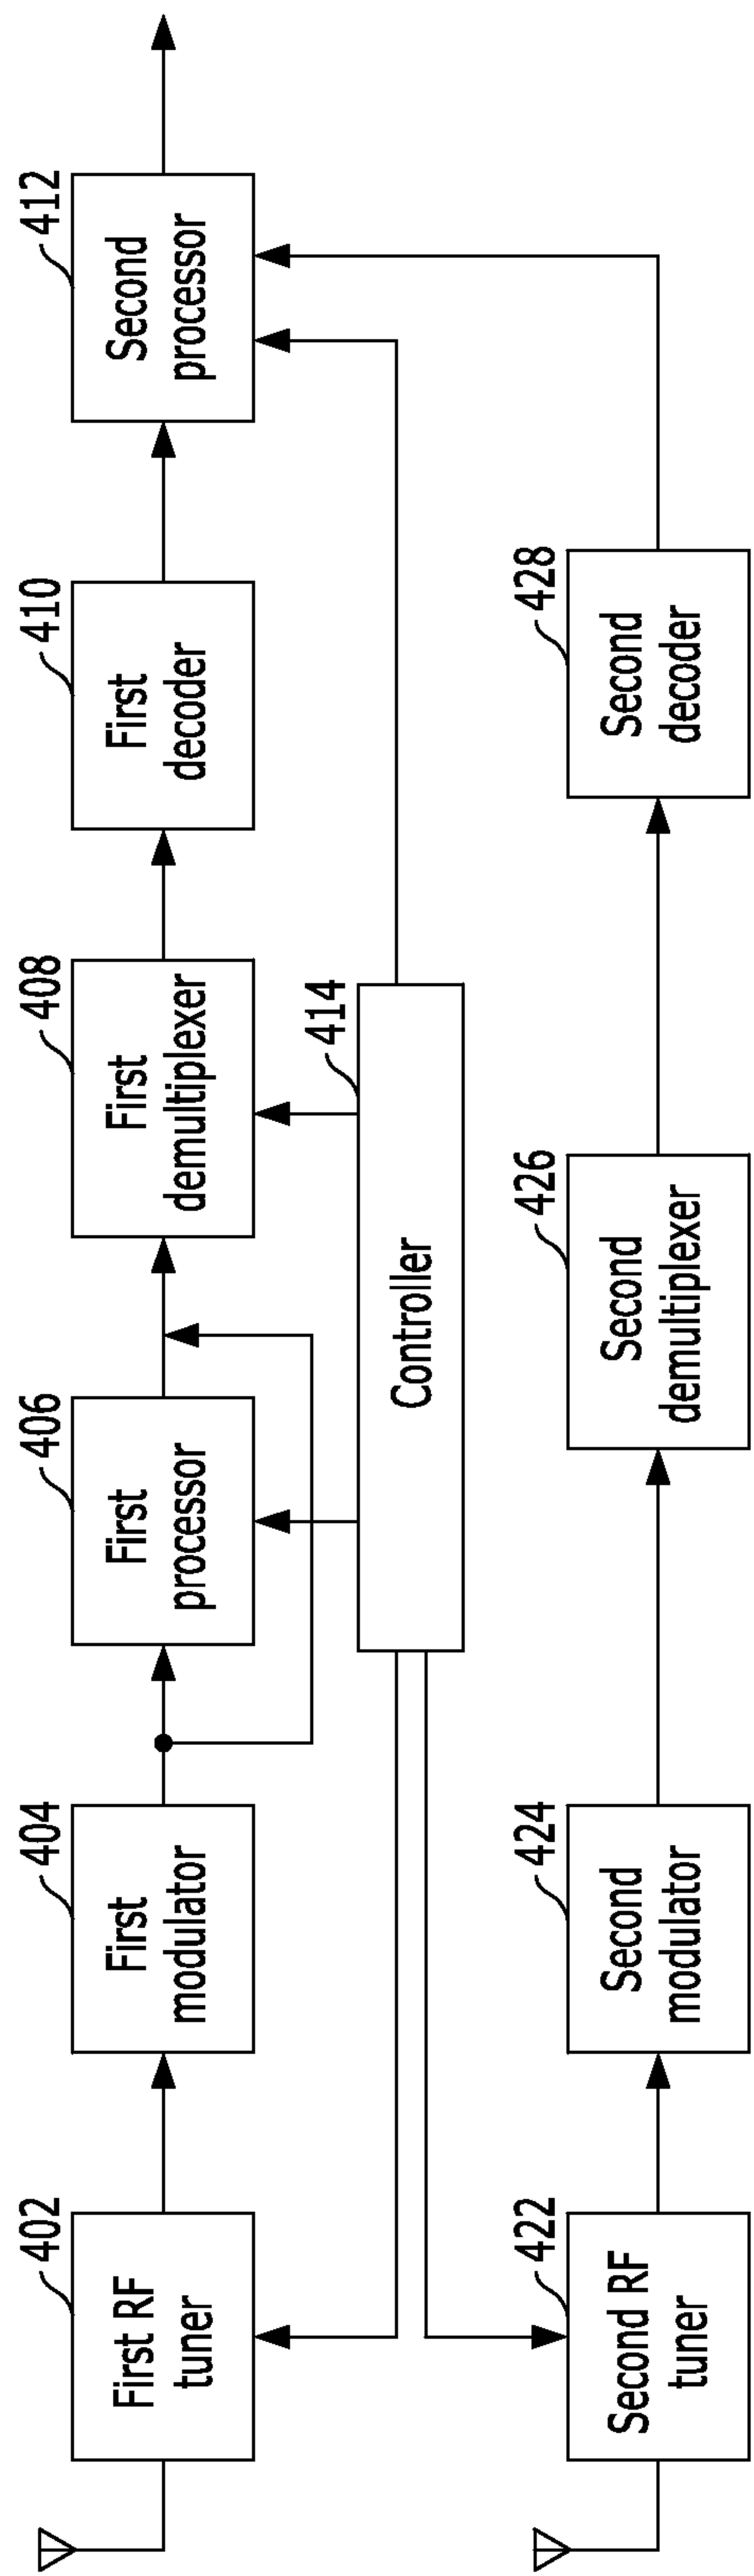 402
First RF
tuner
404
First
modulator
406
First
processor
408
First
demultiplexer
410
First
decoder
412
Second
processor
414
Controller
422
Second RF
tuner
424
Second
modulator
426
Second
demultiplexer
428
Second
decoder